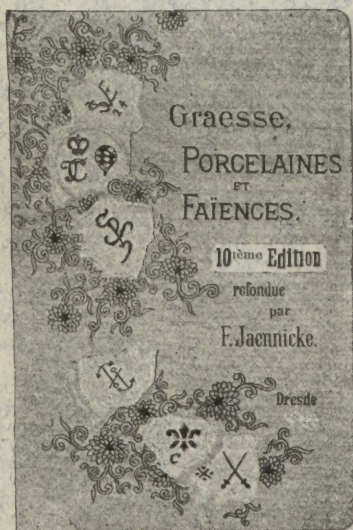 Graesse,
PORCELAINES
ET
FAÏENCES.
10ième Edition
refondue
par
F. Jaennicke.
Dresde
C